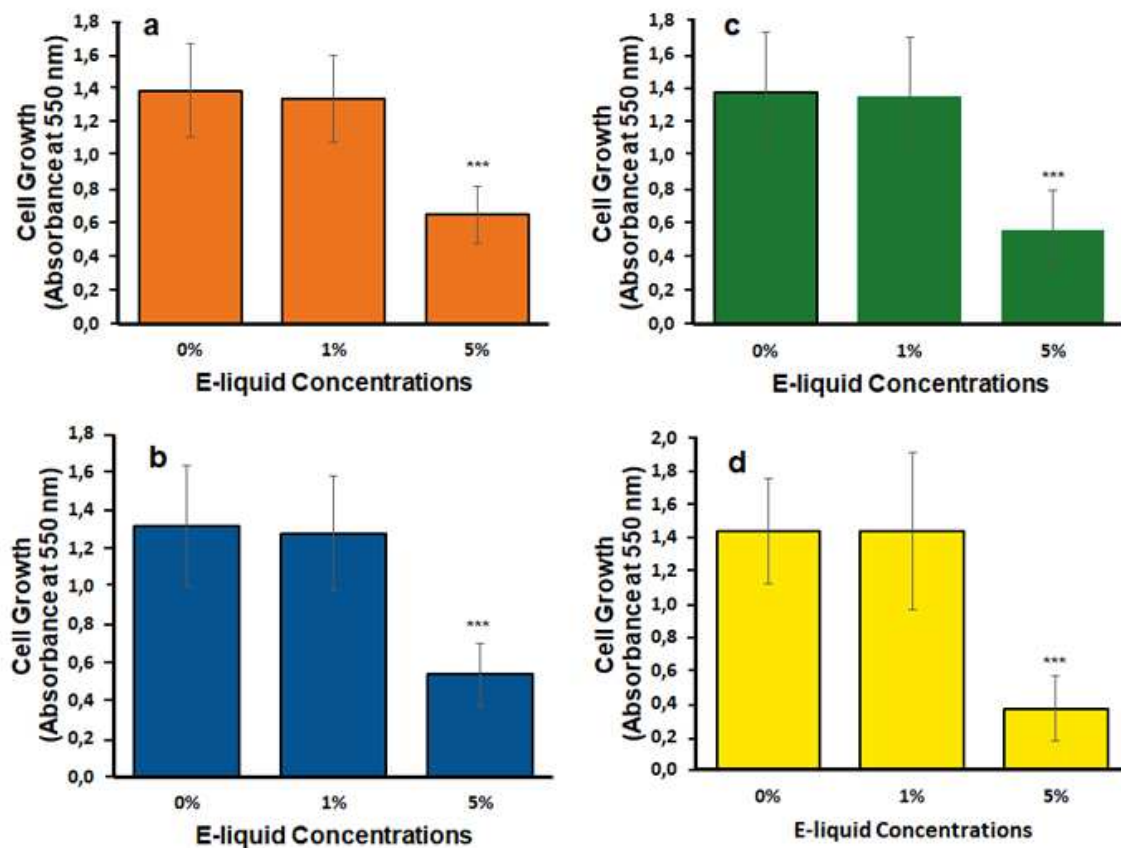 a
Cell Growth
(Absorbance at 550 nm)
1,8
1,6
1,4
1,2
1,0
0,8
0,6
0,4
0,2
0,0
***
0% 1% 5%
E-liquid Concentrations
c
Cell Growth
(Absorbance at 550 nm)
1,8
1,6
1,4
1,2
1,0
0,8
0,6
0,4
0,2
0,0
***
0% 1% 5%
E-liquid Concentrations
b
Cell Growth
(Absorbance at 550 nm)
1,8
1,6
1,4
1,2
1,0
0,8
0,6
0,4
0,2
0,0
***
0% 1% 5%
E-liquid Concentrations
d
Cell Growth
(Absorbance at 550 nm)
2,0
1,8
1,6
1,4
1,2
1,0
0,8
0,6
0,4
0,2
0,0
***
0% 1% 5%
E-liquid Concentrations